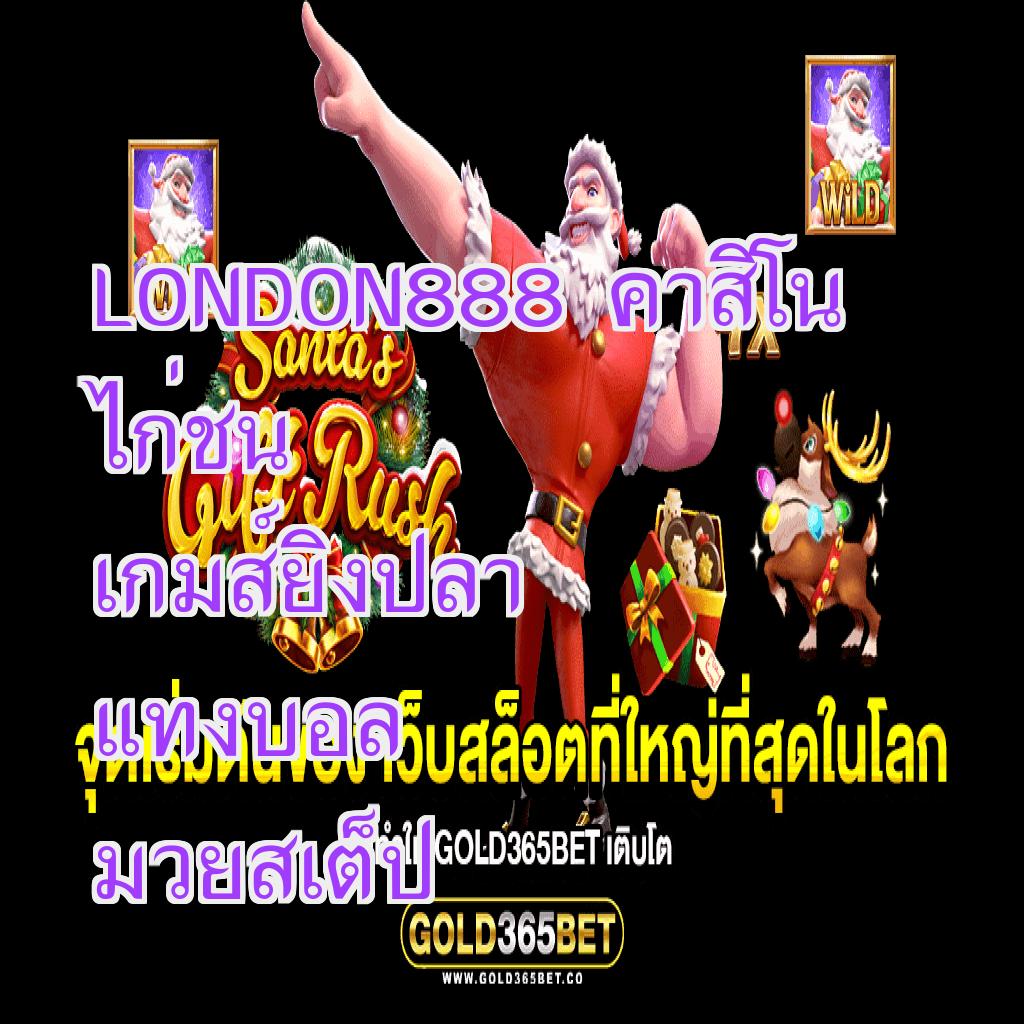 WILD
LONDON888 คาสิโน
Santa's
ไก่ชน
Gift Rush
เกมส์ยิงปลา
แทงบอล
เว็บสล็อตที่ใหญ่ที่สุดในโลก
มวยสเต็ป
GOLD365BET เติบโต
GOLD365BET
WWW.GOLD365BET.CO